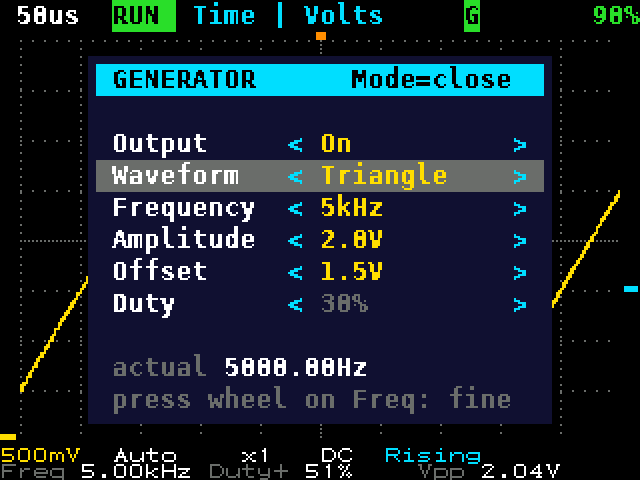 50us RUN Time | Volts G 90%
GENERATOR Mode=close
Output < On >
Waveform < Triangle >
Frequency < 5kHz >
Amplitude < 2.0V >
Offset < 1.5V >
Duty < 30% >
actual 5000.00Hz
press wheel on Freq: fine
500mV Auto x1 DC Rising
Freq 5.00kHz Duty+ 51% Vpp 2.04V